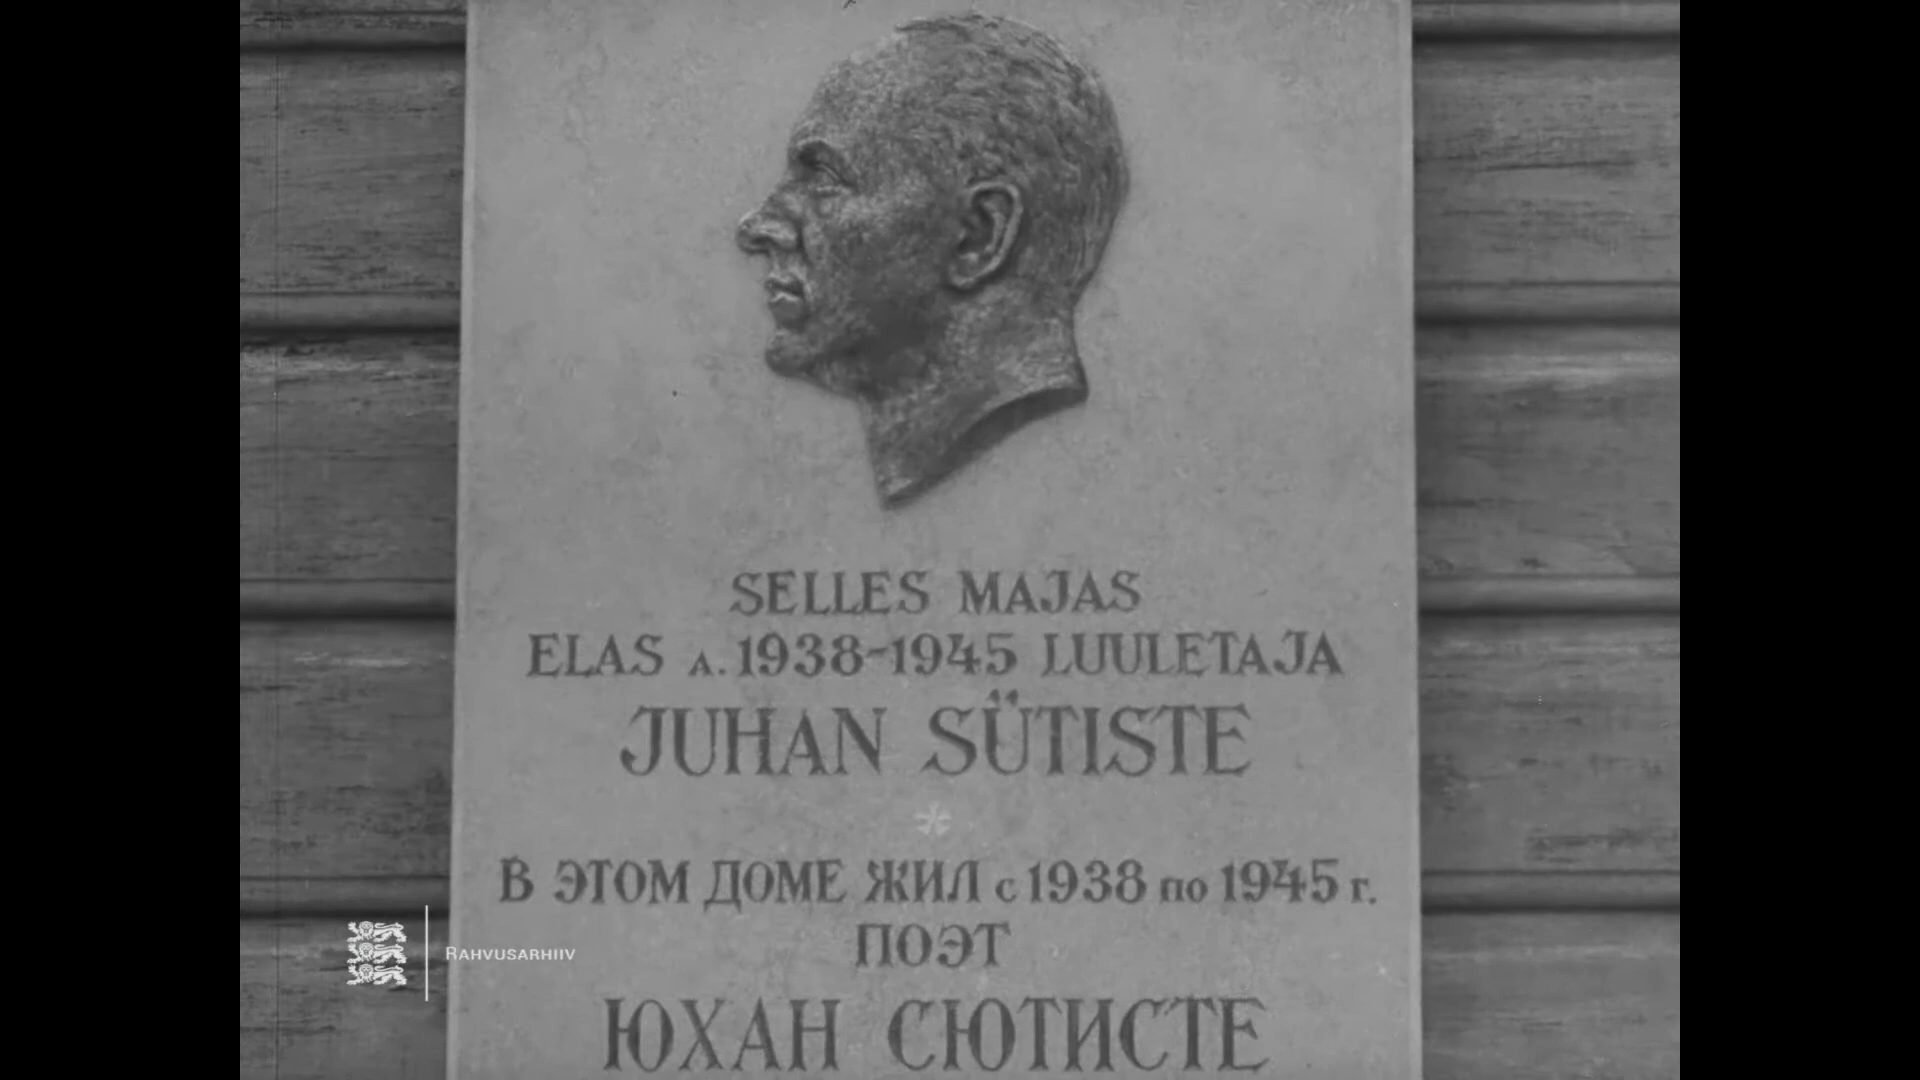 SELLES MAJAS
ELAS A. 1938-1945 LUULETAJA
JUHAN SÜTISTE
*
В ЭТОМ ДОМЕ ЖИЛ с 1938 по 1945 г.
ПОЭТ
ЮХАН СЮТИСТЕ
RAHVUSARHIIV